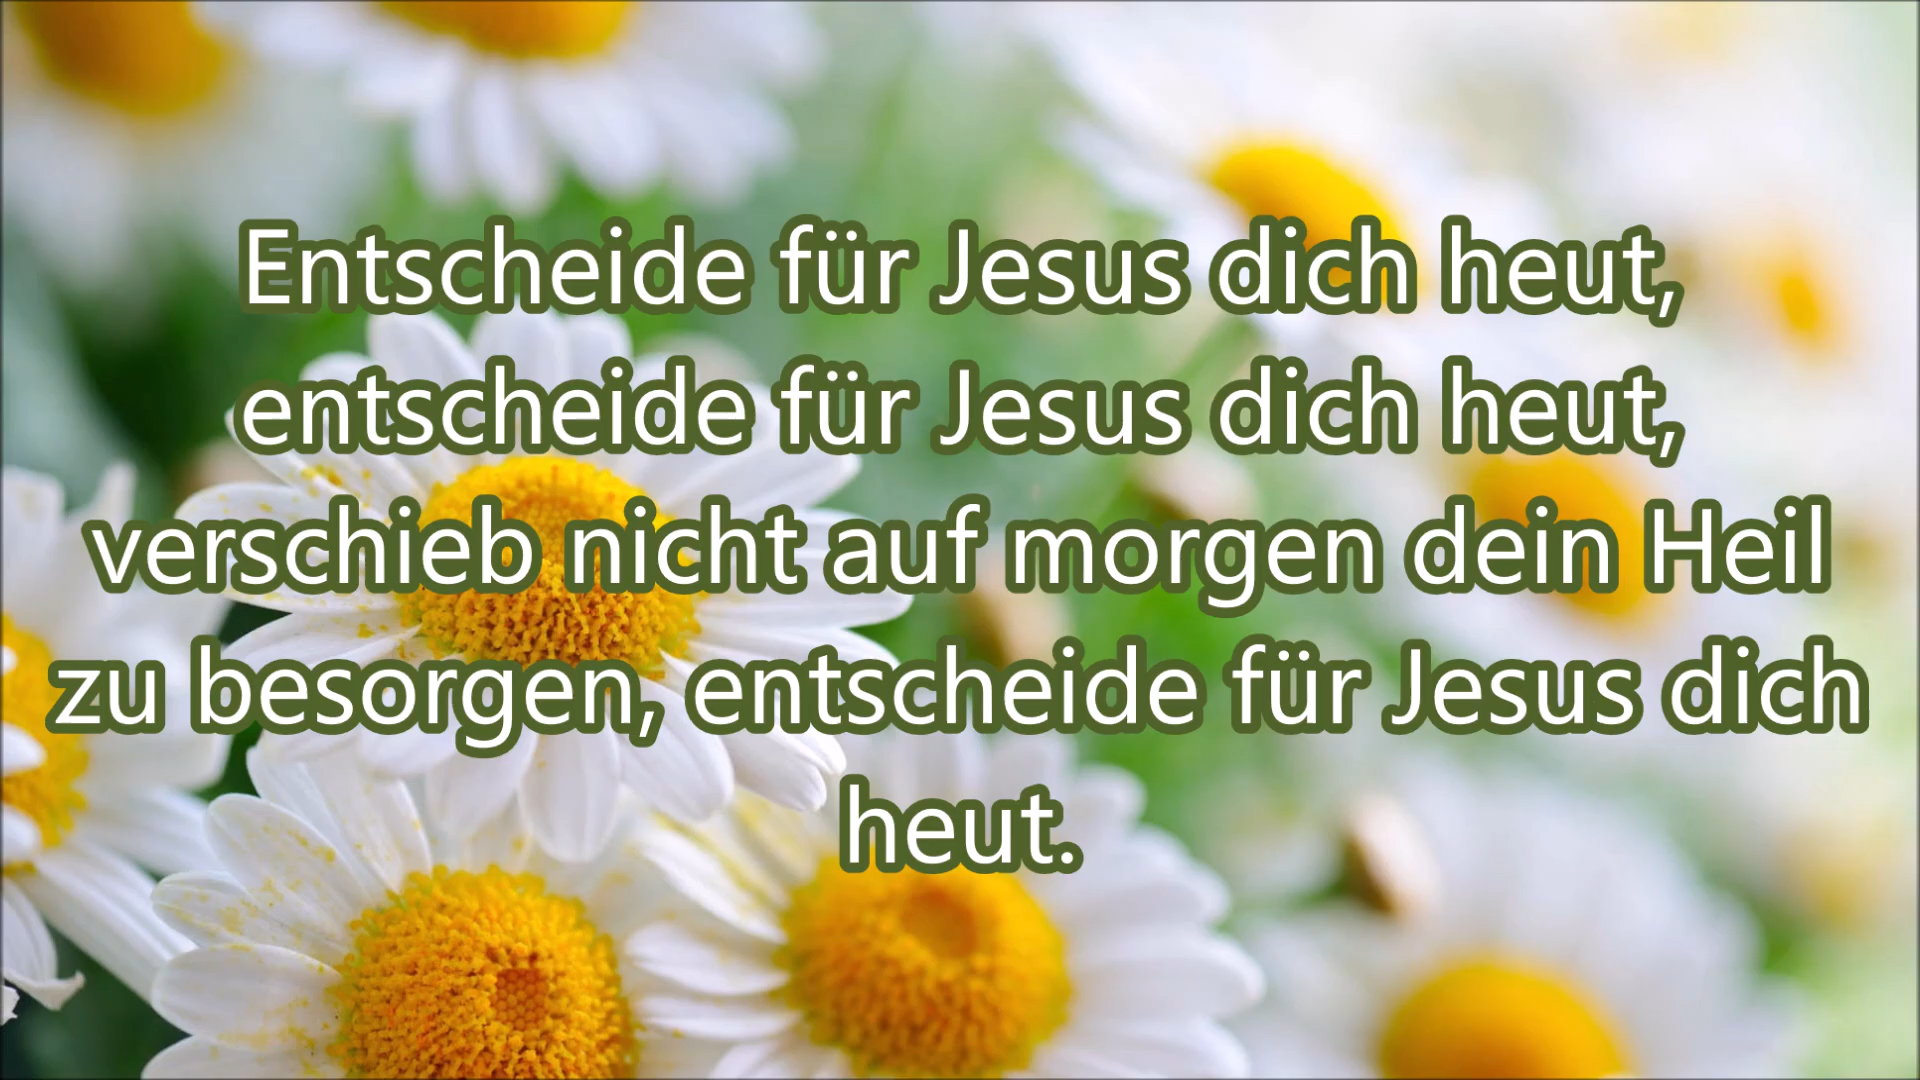 Entscheide für Jesus dich heut,
entscheide für Jesus dich heut,
verschieb nicht auf morgen dein Heil
zu besorgen, entscheide für Jesus dich
heut.